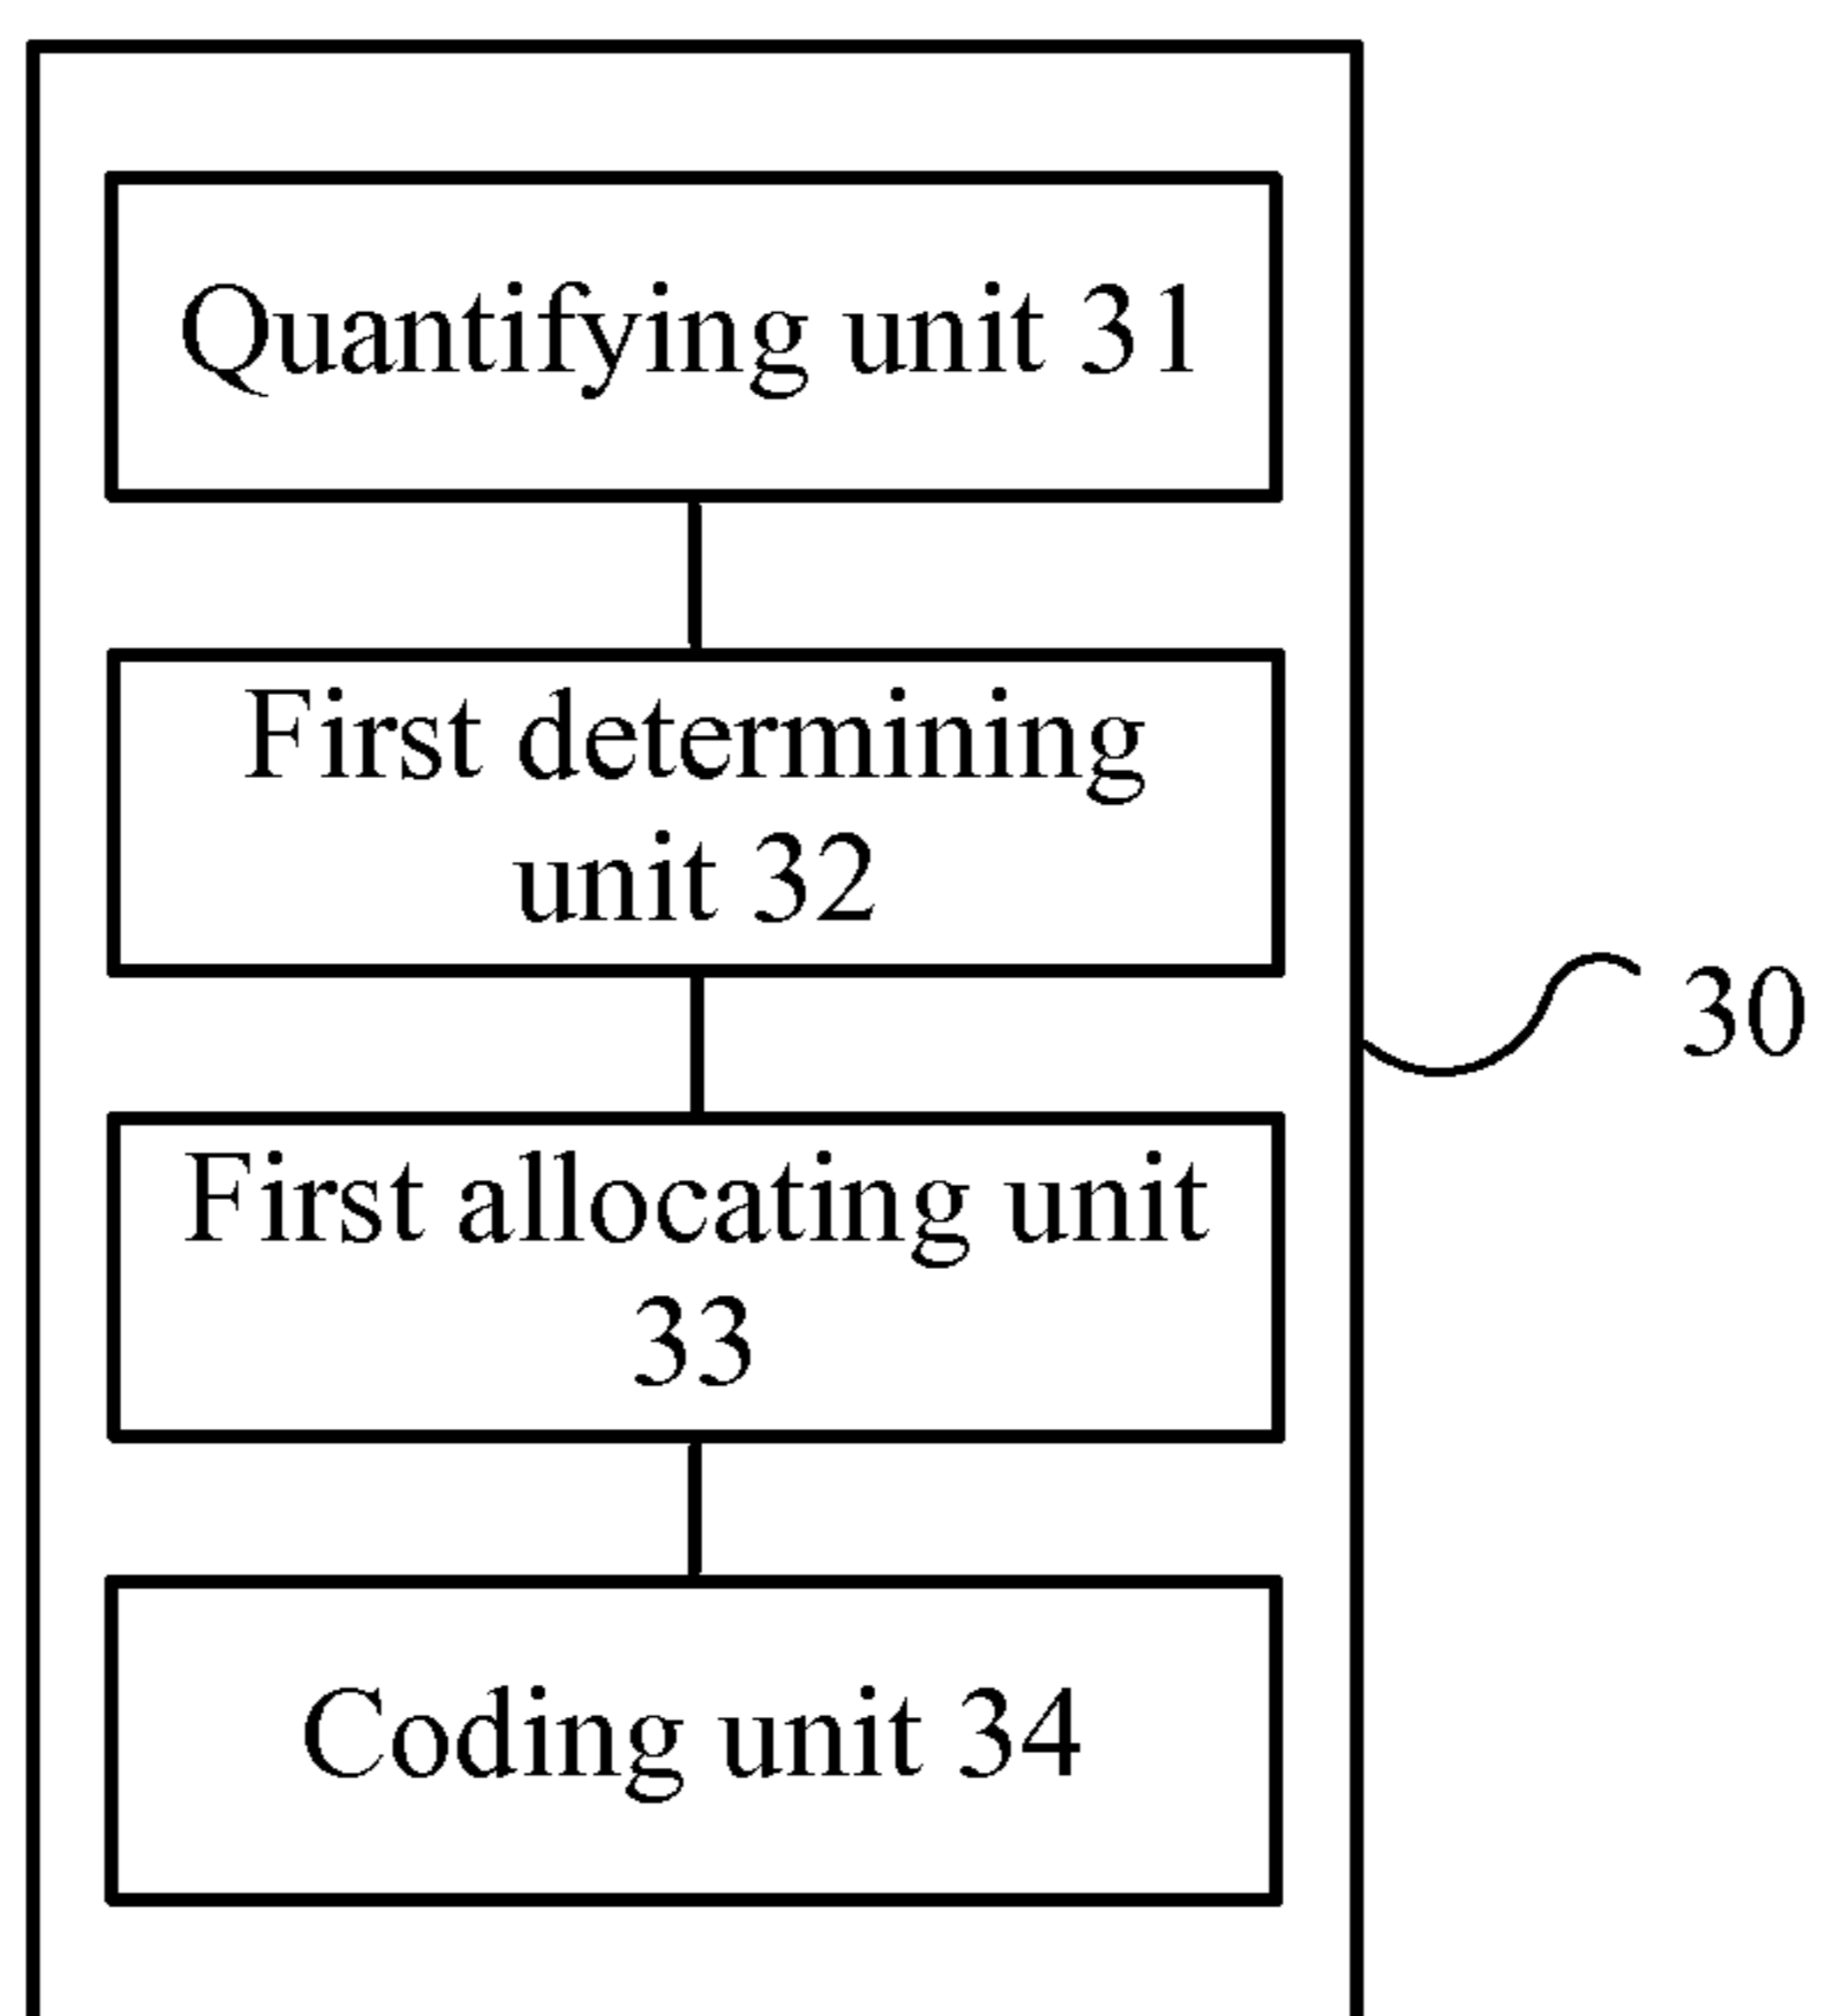 Quantifying unit 31
First determining
unit 32
30
First allocating unit
33
Coding unit 34